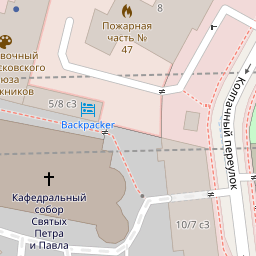 Пожарная
часть №
47
8
вочный
сковского
юза
жников
5/8 с3
Backpacker
Колпачный переулок
Кафедральный
собор
Святых
Петра
и Павла
10/7 с3